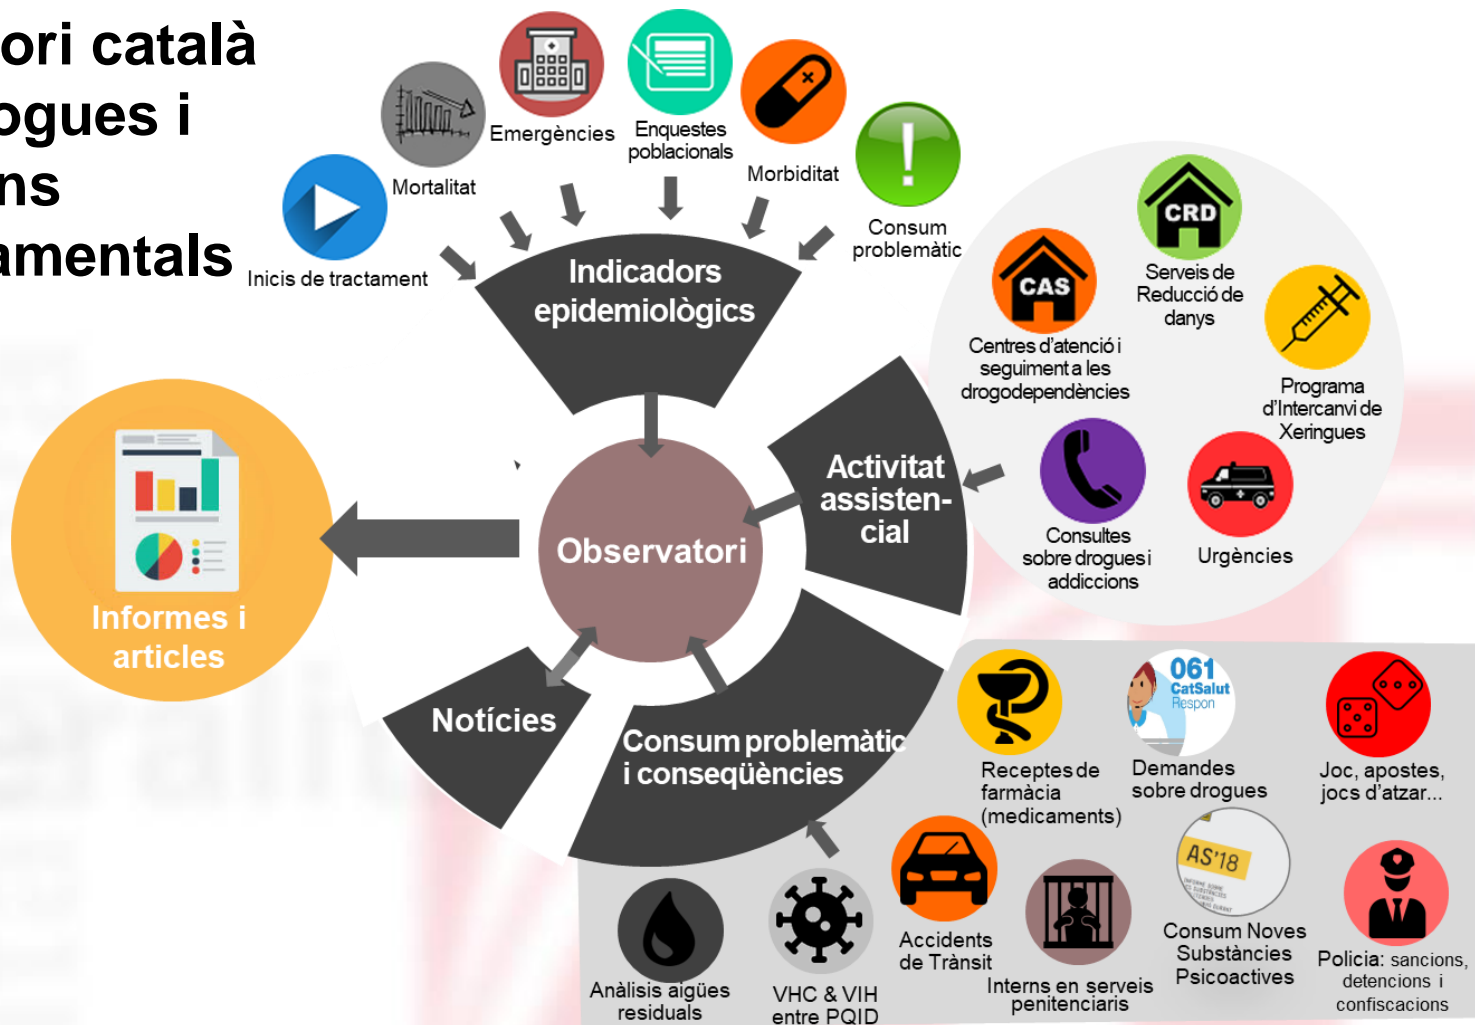 ori català
ogues i
ns
amentals
Inicis de tractament
Mortalitat
Emergències
Enquestes
poblacionals
Morbiditat
Consum
problemàtic
Indicadors
epidemiològics
CAS
Centres d'atenció i
seguiment a les
drogodependències
CRD
Serveis de
Reducció de
danys
Programa
d'Intercanvi de
Xeringues
Consultes
sobre drogues i
addiccions
Urgències
Activitat
assisten-
cial
Observatori
Informes i
articles
Notícies
Consum problemàtic
i conseqüències
Receptes de
farmàcia
(medicaments)
061
CatSalut
Respon
Demandes
sobre drogues
Joc, apostes,
jocs d'atzar...
Anàlisis aigües
residuals
VHC & VIH
entre PQID
Accidents
de Trànsit
Interns en serveis
penitenciaris
AS'18
Consum Noves
Substàncies
Psicoactives
Policia: sancions,
detencions i
confiscacions